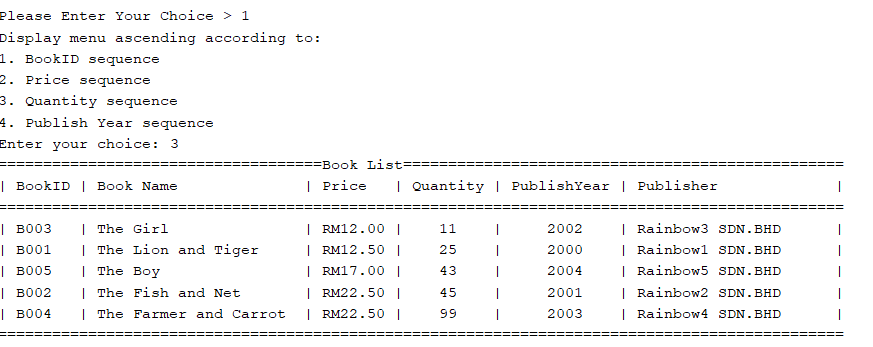 Please Enter Your Choice > 1
Display menu ascending according to:
1. BookID sequence
2. Price sequence
3. Quantity sequence
4. Publish Year sequence
Enter your choice: 3
====================================Book List=================================================
| BookID | Book Name              | Price   | Quantity | PublishYear | Publisher             |
==============================================================================================
| B003   | The Girl               | RM12.00 |    11    |     2002    | Rainbow3 SDN.BHD      |
| B001   | The Lion and Tiger     | RM12.50 |    25    |     2000    | Rainbow1 SDN.BHD      |
| B005   | The Boy                | RM17.00 |    43    |     2004    | Rainbow5 SDN.BHD      |
| B002   | The Fish and Net       | RM22.50 |    45    |     2001    | Rainbow2 SDN.BHD      |
| B004   | The Farmer and Carrot  | RM22.50 |    99    |     2003    | Rainbow4 SDN.BHD      |
==============================================================================================